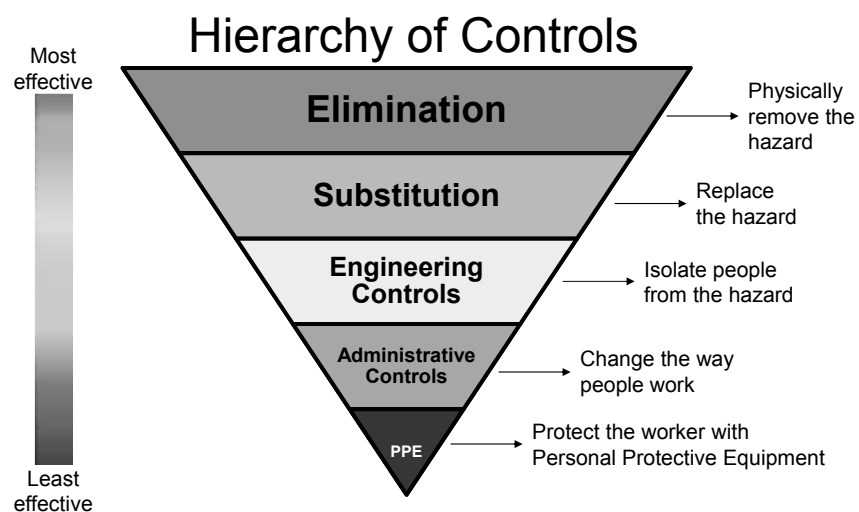 Hierarchy of Controls
Most
effective
Elimination
Physically
remove the
hazard
Substitution
Replace
the hazard
Engineering
Controls
Isolate people
from the hazard
Administrative
Controls
Change the way
people work
PPE
Protect the worker with
Personal Protective Equipment
Least
effective